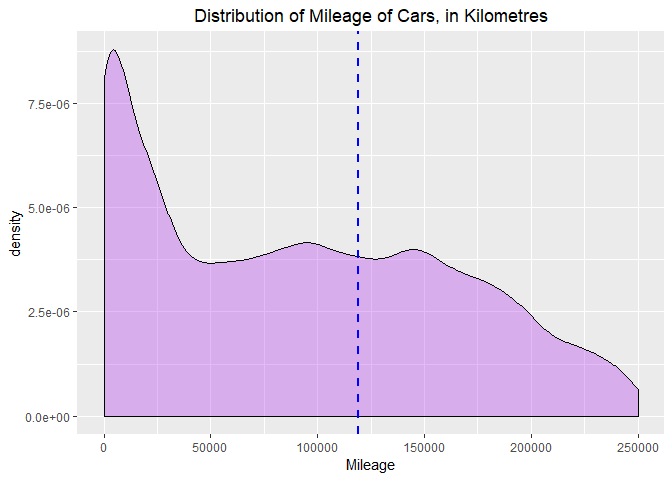 Distribution of Mileage of Cars, in Kilometres
7.5e-06
5.0e-06
2.5e-06
0.0e+00
density
0 50000 100000 150000 200000 250000
Mileage